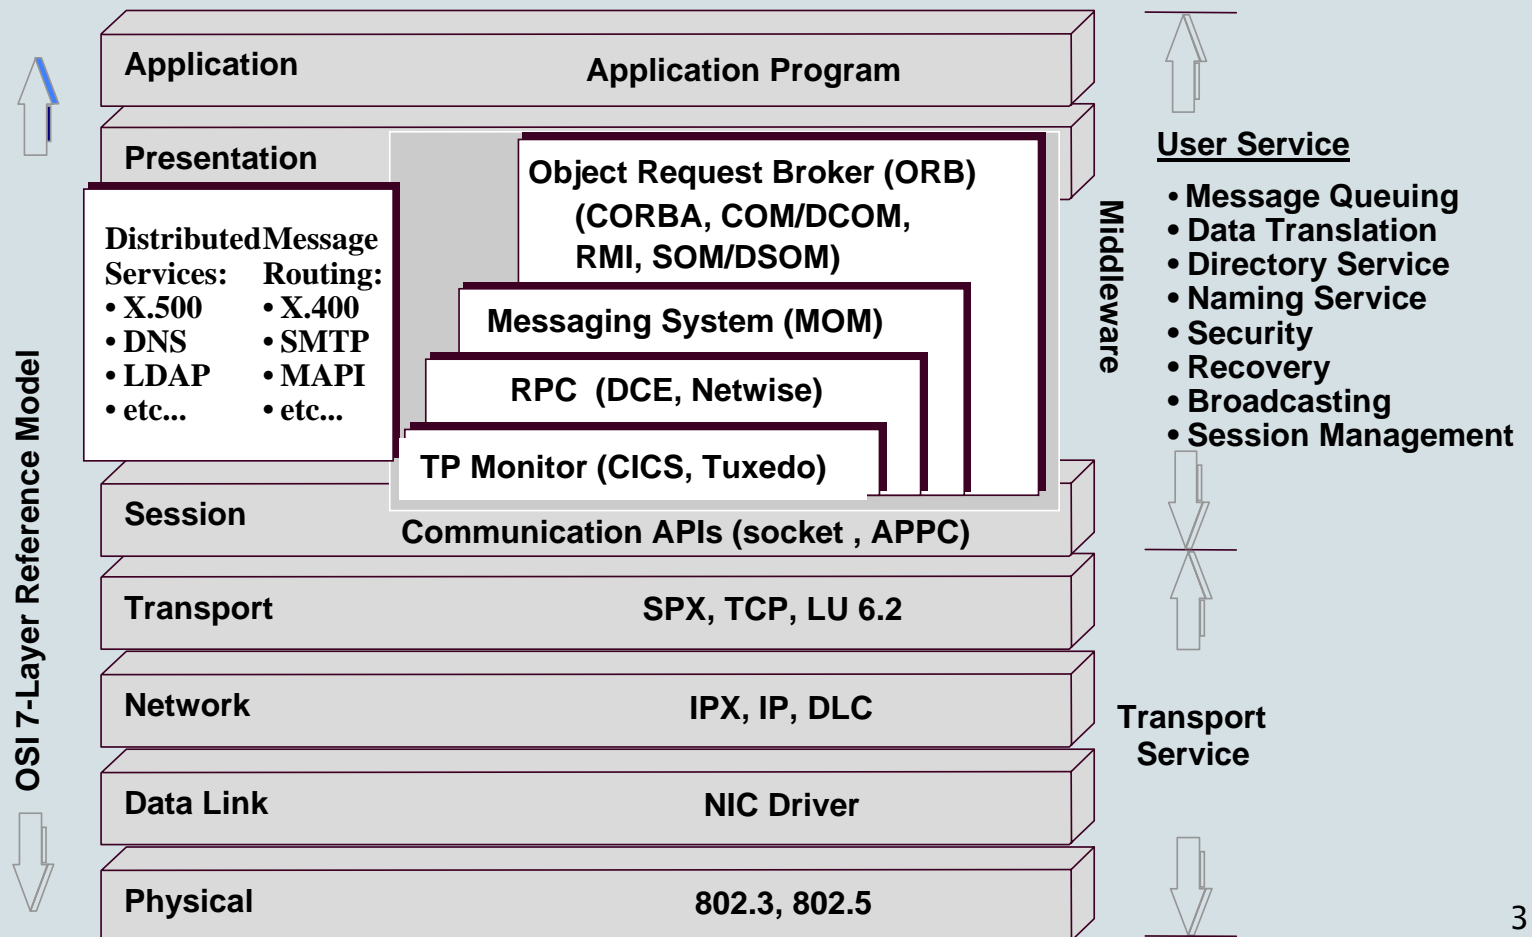 Application
Application Program
Presentation
Object Request Broker (ORB)
(CORBA, COM/DCOM,
RMI, SOM/DSOM)
Distributed
Services:
• X.500
• DNS
• LDAP
• etc...
Message
Routing:
• X.400
• SMTP
• MAPI
• etc...
Messaging System (MOM)
RPC (DCE, Netwise)
TP Monitor (CICS, Tuxedo)
Session
Communication APIs (socket , APPC)
Transport
SPX, TCP, LU 6.2
Network
IPX, IP, DLC
Data Link
NIC Driver
Physical
802.3, 802.5
OSI 7-Layer Reference Model
Middleware
User Service
• Message Queuing
• Data Translation
• Directory Service
• Naming Service
• Security
• Recovery
• Broadcasting
• Session Management
Transport
Service
3